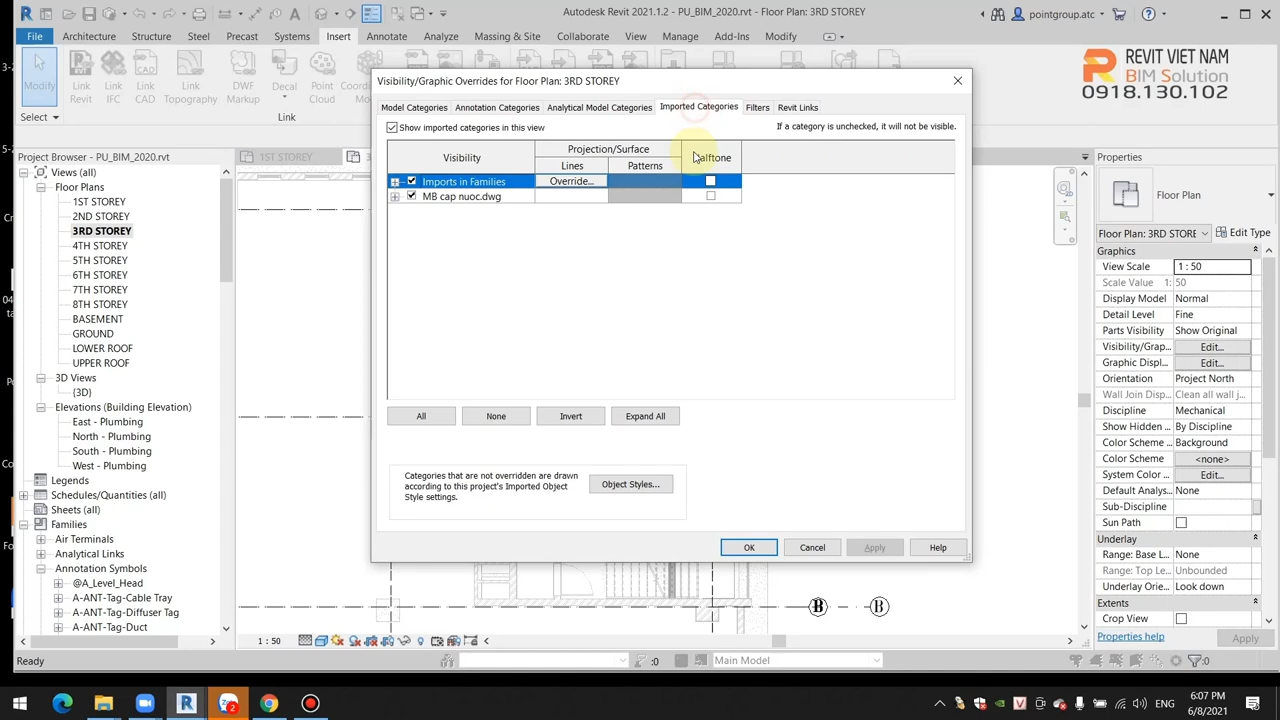 Autodesk Revit 2021.1.2 - PU_BIM_2020.rvt - Floor Plan: 3RD STOREY
pointgroup.atc
File Architecture Structure Steel Precast Systems Insert Annotate Analyze Massing & Site Collaborate View Manage Add-Ins Modify
REVIT VIET NAM
BIM Solution
0918.130.102
Modify
Link Revit
Link IFC
Link CAD
Link Topography
DWF Markup
Decal
Point Cloud
Select
Link
Visibility/Graphic Overrides for Floor Plan: 3RD STOREY
Model Categories Annotation Categories Analytical Model Categories Imported Categories Filters Revit Links
Show imported categories in this view
If a category is unchecked, it will not be visible.
Visibility
Projection/Surface
Lines Patterns
Imports in Families Override...
MB cap nuoc.dwg
All None Invert Expand All
Categories that are not overridden are drawn
according to this project's Imported Object
Style settings.
Object Styles...
OK Cancel Apply Help
Project Browser - PU_BIM_2020.rvt
Views (all)
Floor Plans
1ST STOREY
2ND STOREY
3RD STOREY
4TH STOREY
5TH STOREY
6TH STOREY
7TH STOREY
8TH STOREY
BASEMENT
GROUND
LOWER ROOF
UPPER ROOF
3D Views
{3D}
Elevations (Building Elevation)
East - Plumbing
North - Plumbing
South - Plumbing
West - Plumbing
Legends
Schedules/Quantities (all)
Sheets (all)
Families
Air Terminals
Analytical Links
Annotation Symbols
@A_Level_Head
A-ANT-Tag-Cable Tray
A-ANT-Tag-Diffuser Tag
A-ANT-Tag-Duct
1ST STOREY
Properties
Floor Plan
Floor Plan: 3RD STORE Edit Type
Graphics
View Scale 1 : 50
Scale Value 1: 50
Display Model Normal
Detail Level Fine
Parts Visibility Show Original
Visibility/Grap... Edit...
Graphic Displ... Edit...
Orientation Project North
Wall Join Disp... Clean all wall j...
Discipline Mechanical
Show Hidden ... By Discipline
Color Scheme ... Background
Color Scheme <none>
System Color ... Edit...
Default Analys... None
Sub-Discipline
Sun Path
Underlay
Range: Base L... None
Range: Top Le... Unbounded
Underlay Orie... Look down
Extents
Crop View
Properties help Apply
B B
1 : 50
Ready
:0
Main Model
:0
2
ENG
6:07 PM
6/8/2021